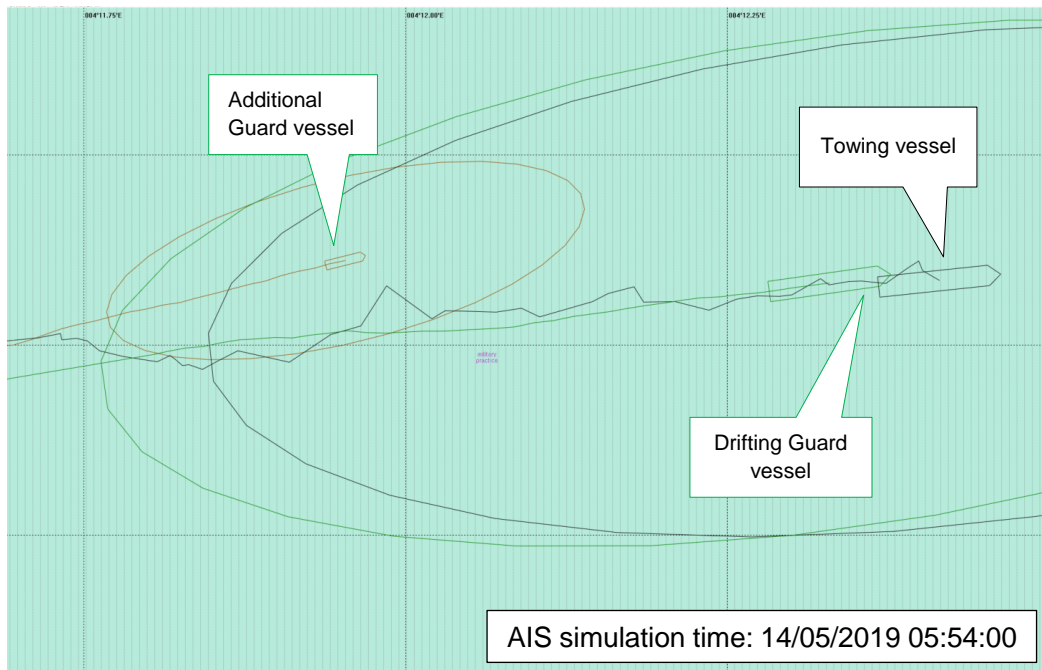 004°11.75'E
004°12.00'E
004°12.25'E
Additional
Guard vessel
Towing vessel
military
practice
Drifting Guard
vessel
AIS simulation time: 14/05/2019 05:54:00